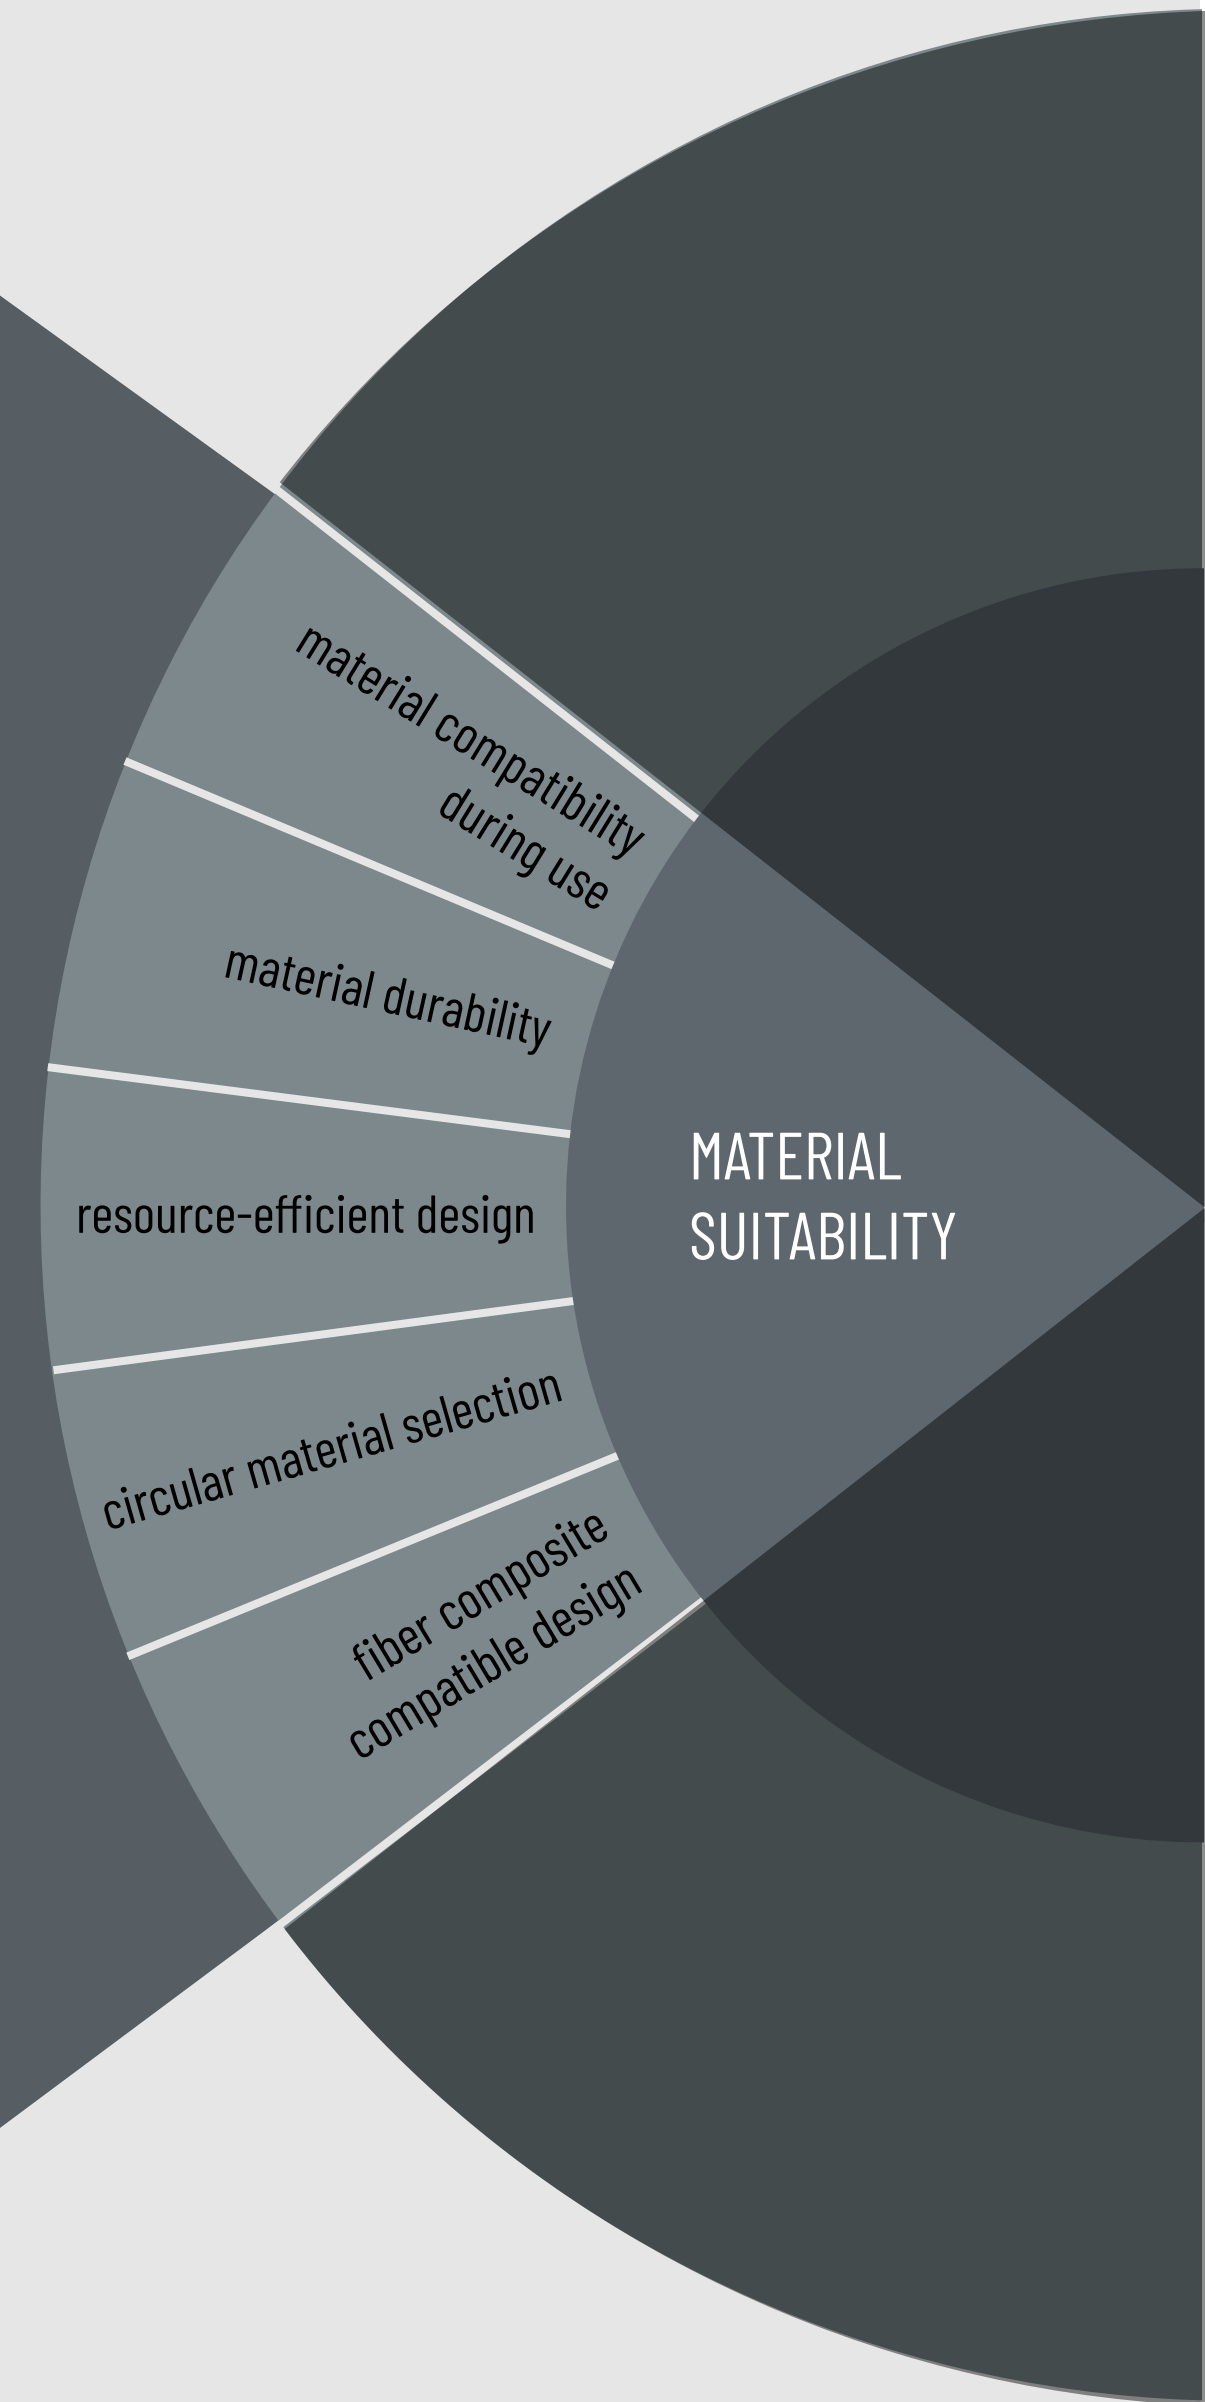 material compatibility
during use
material durability
resource-efficient design
circular material selection
fiber composite
compatible design
MATERIAL
SUITABILITY